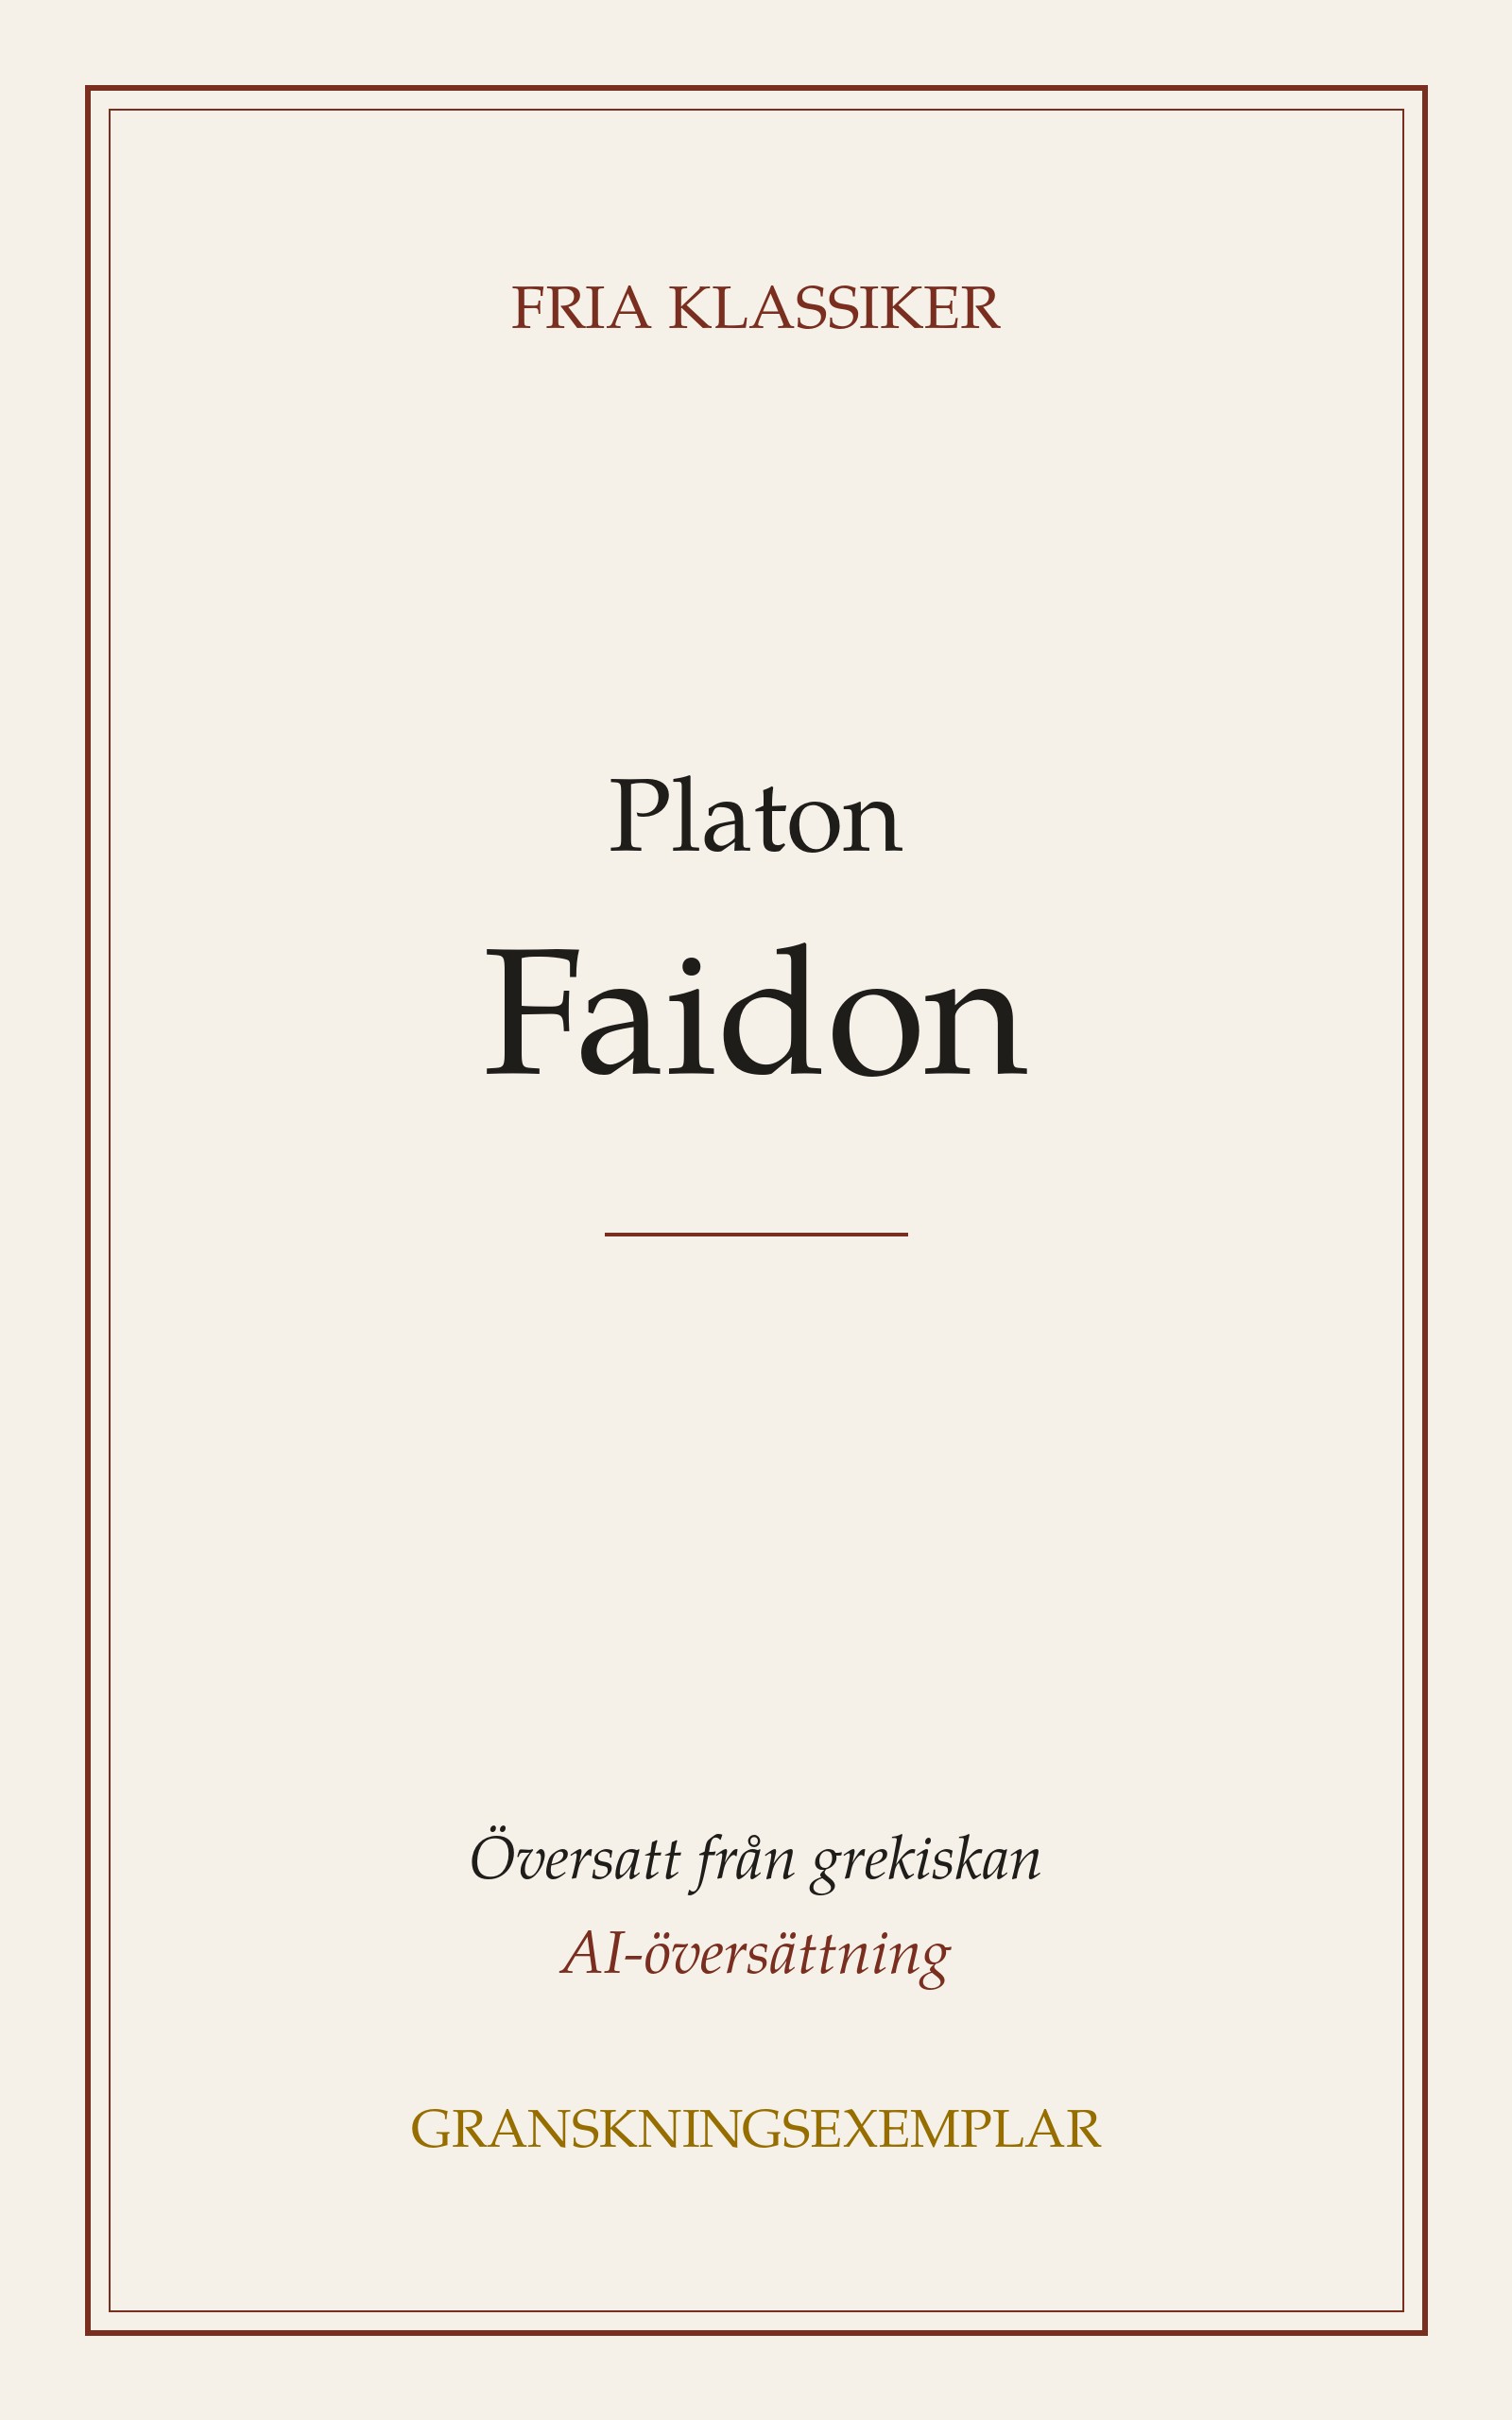 FRIA KLASSIKER
Platon
Faidon
Översatt från grekiskan
AI-översättning
GRANSKNINGSEXEMPLAR